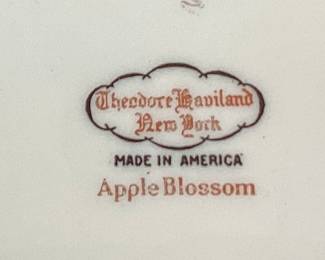 Theodore Haviland
New York
MADE IN AMERICA
Apple Blossom